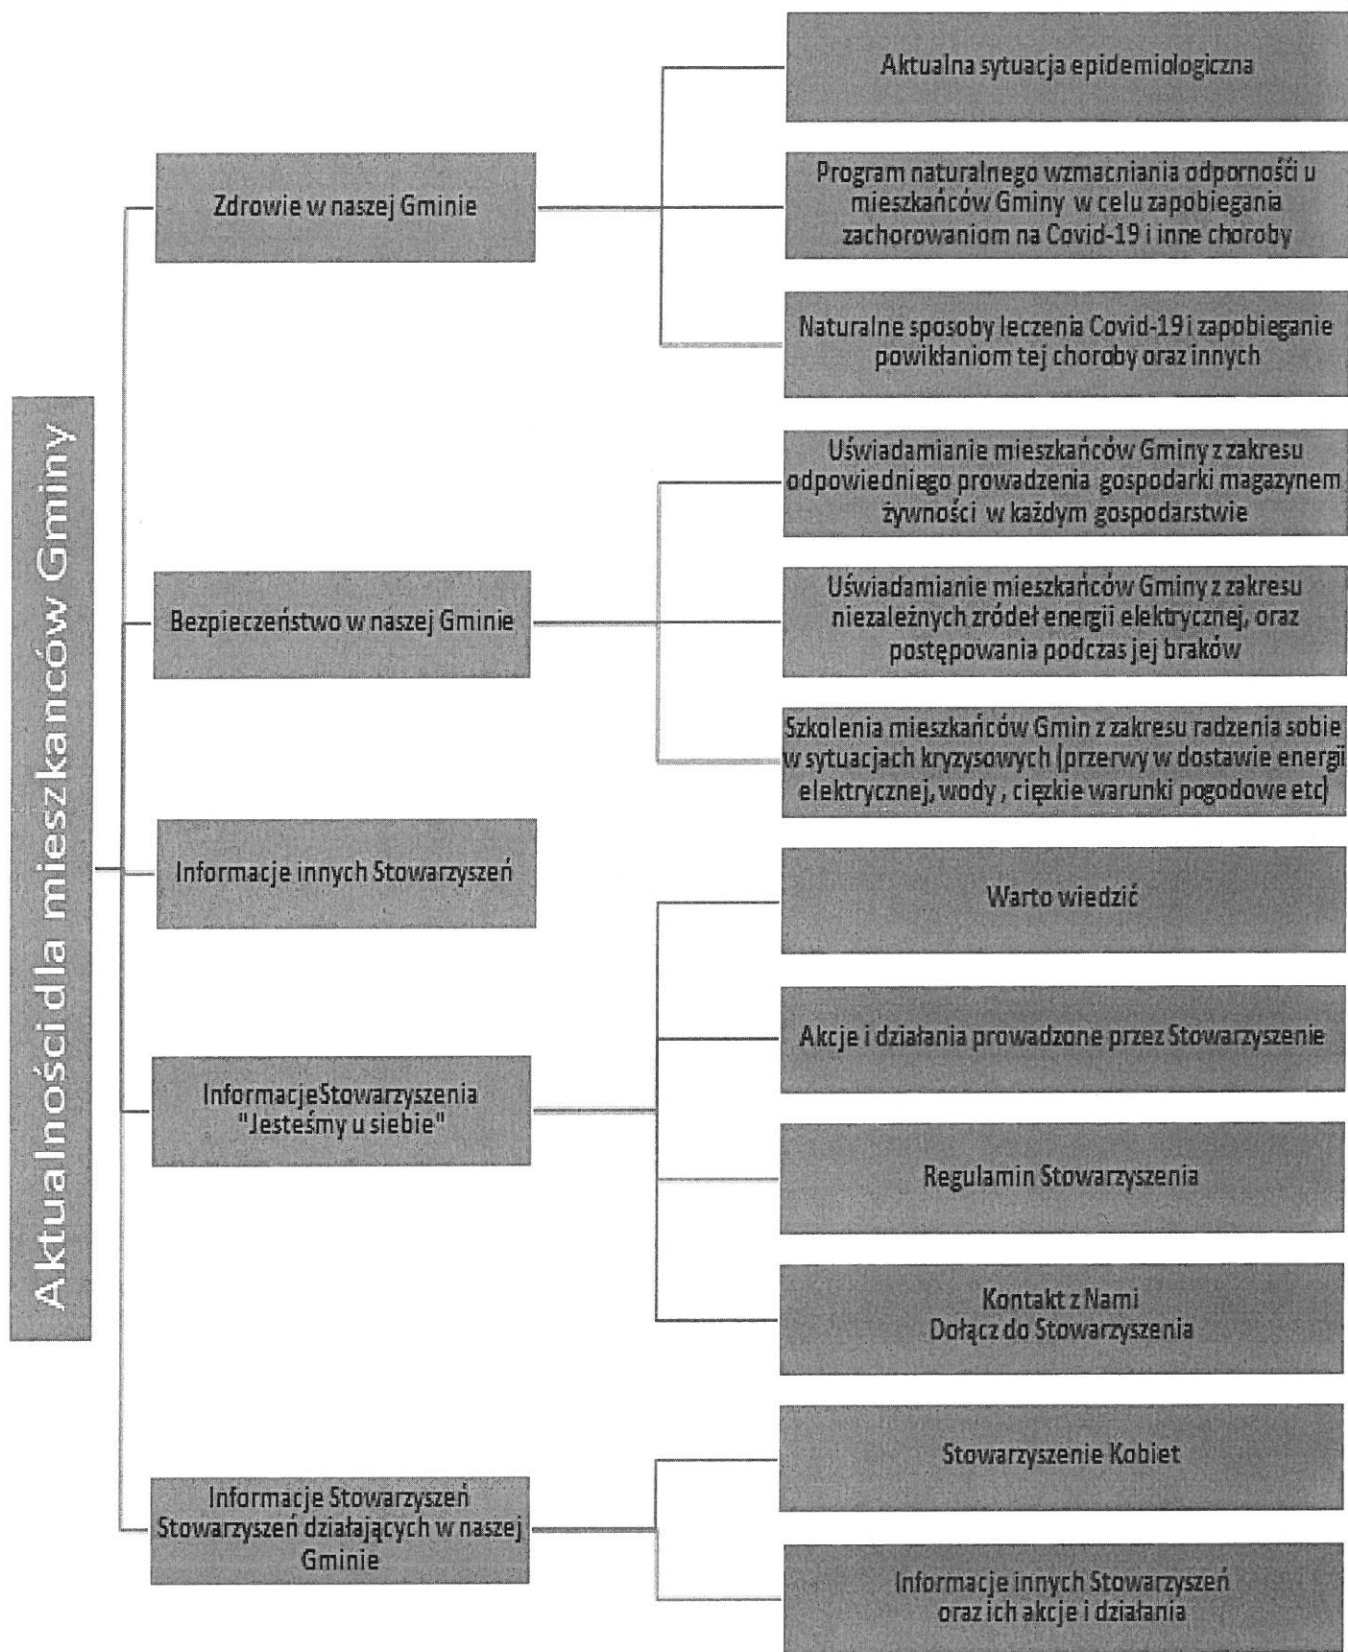 Aktualności dla mieszkanców Gminy
Zdrowie w naszej Gminie
Aktualna sytuacja epidemiologiczna
Program naturalnego wzmacniania odpornośći u
mieszkańców Gminy w celu zapobiegania
zachorowaniom na Covid-19 i inne choroby
Naturalne sposoby leczenia Covid-19 i zapobieganie
powikłaniom tej choroby oraz innych
Bezpieczeństwo w naszej Gminie
Uświadamianie mieszkańców Gminy z zakresu
odpowiedniego prowadzenia gospodarki magazynem
żywności w każdym gospodarstwie
Uświadamianie mieszkańców Gminy z zakresu
niezależnych zródeł energii elektrycznej, oraz
postępowania podczas jej braków
Szkolenia mieszkańców Gmin z zakresu radzenia sobie
w sytuacjach kryzysowych (przerwy w dostawie energii
elektrycznej, wody , cięzkie warunki pogodowe etc)
Informacje innych Stowarzyszeń
InformacjeStowarzyszenia
"Jesteśmy u siebie"
Warto wiedzić
Akcje i działania prowadzone przez Stowarzyszenie
Regulamin Stowarzyszenia
Kontakt z Nami
Dołącz do Stowarzyszenia
Informacje Stowarzyszeń
Stowarzyszeń działających w naszej
Gminie
Stowarzyszenie Kobiet
Informacje innych Stowarzyszeń
oraz ich akcje i działania